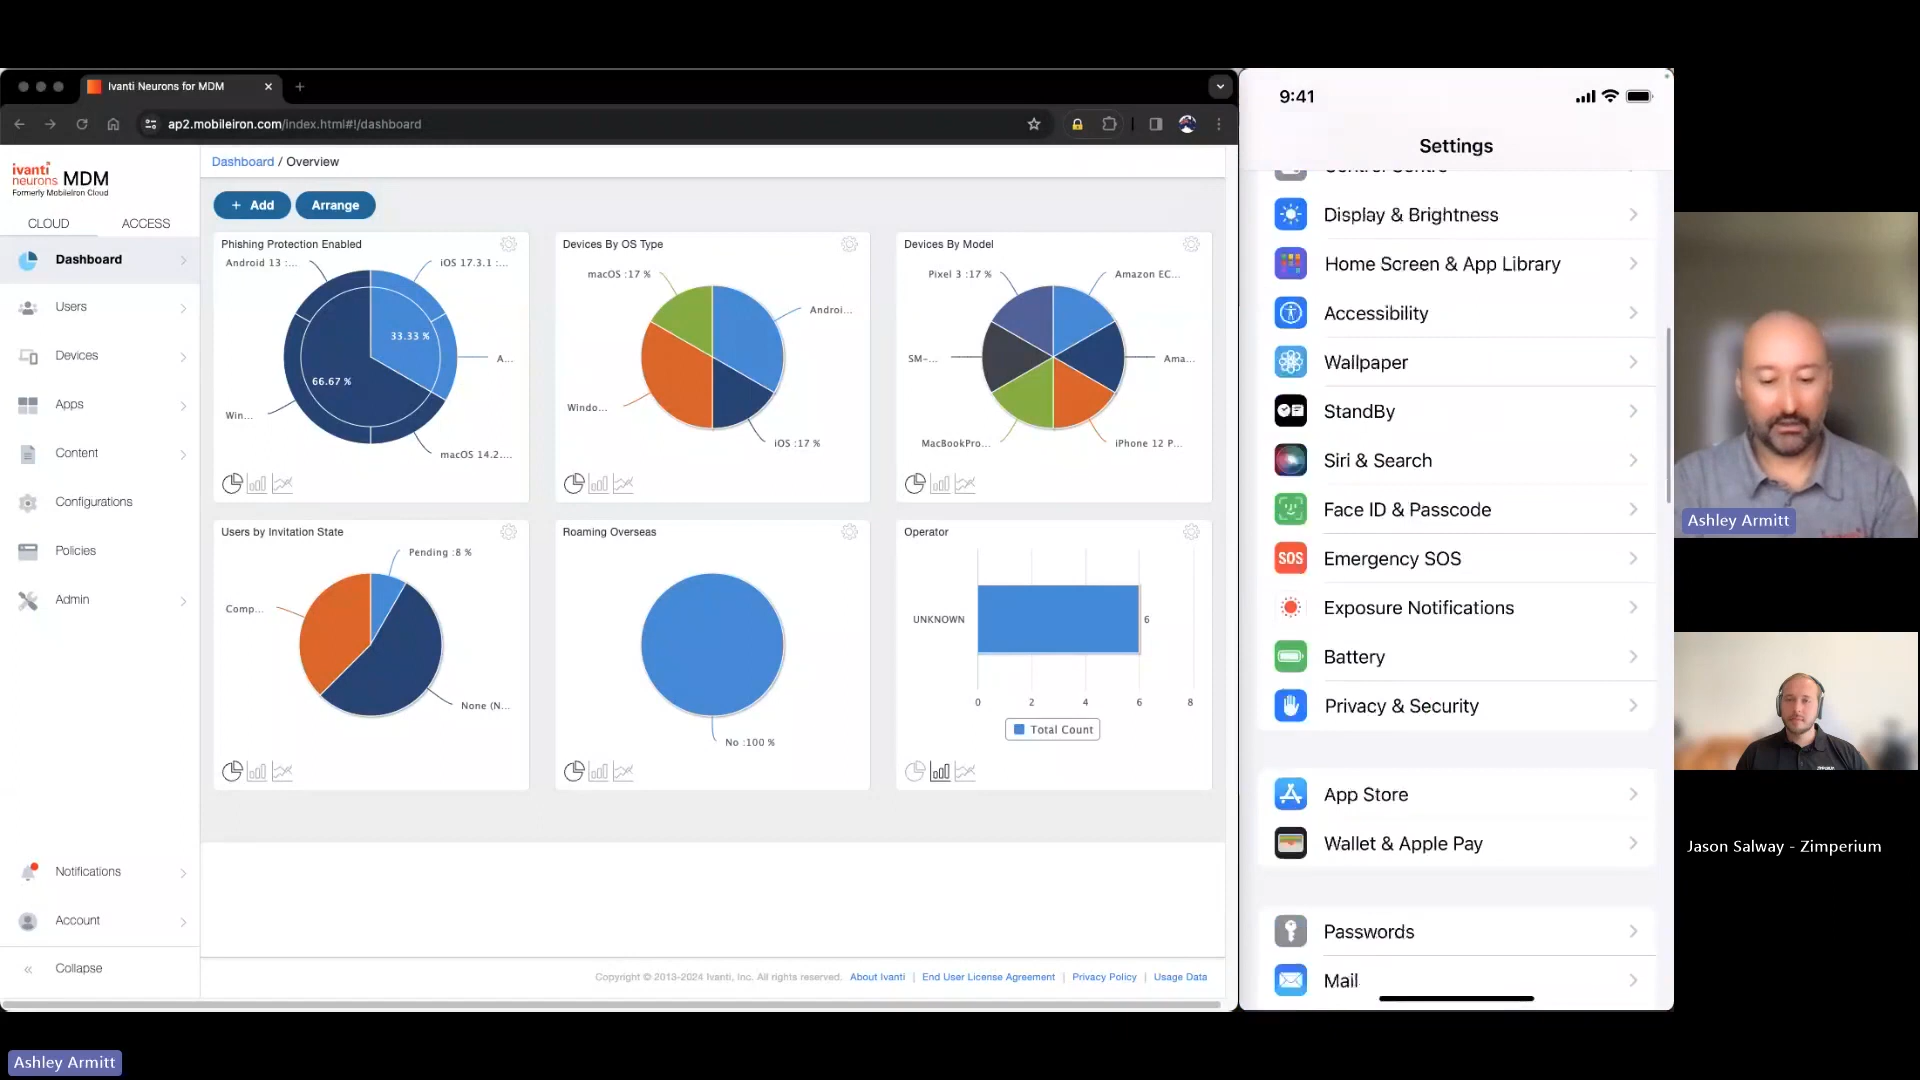 Ivanti Neurons for MDM
ap2.mobileiron.com/index.html#!/dashboard
ivanti
neurons MDM
Formerly MobileIron Cloud
CLOUD ACCESS
Dashboard
Users
Devices
Apps
Content
Configurations
Policies
Admin
Notifications
Account
Collapse
Dashboard / Overview
+ Add
Arrange
Phishing Protection Enabled
Android 13 :...
iOS 17.3.1 :...
33.33 %
66.67 %
A...
Win...
macOS 14.2....
Devices By OS Type
macOS :17 %
Androi...
Windo...
iOS :17 %
Devices By Model
Pixel 3 :17 %
Amazon EC...
SM-...
Ama...
MacBookPro...
iPhone 12 P...
Users by Invitation State
Pending :8 %
Comp...
None (N...
Roaming Overseas
No :100 %
Operator
UNKNOWN
6
0 2 4 6 8
Total Count
Copyright © 2013-2024 Ivanti, Inc. All rights reserved. About Ivanti | End User License Agreement | Privacy Policy | Usage Data
9:41
Settings
Display & Brightness
Home Screen & App Library
Accessibility
Wallpaper
StandBy
Siri & Search
Face ID & Passcode
SOS Emergency SOS
Exposure Notifications
Battery
Privacy & Security
App Store
Wallet & Apple Pay
Passwords
Mail
Ashley Armitt
Jason Salway - Zimperium
Ashley Armitt